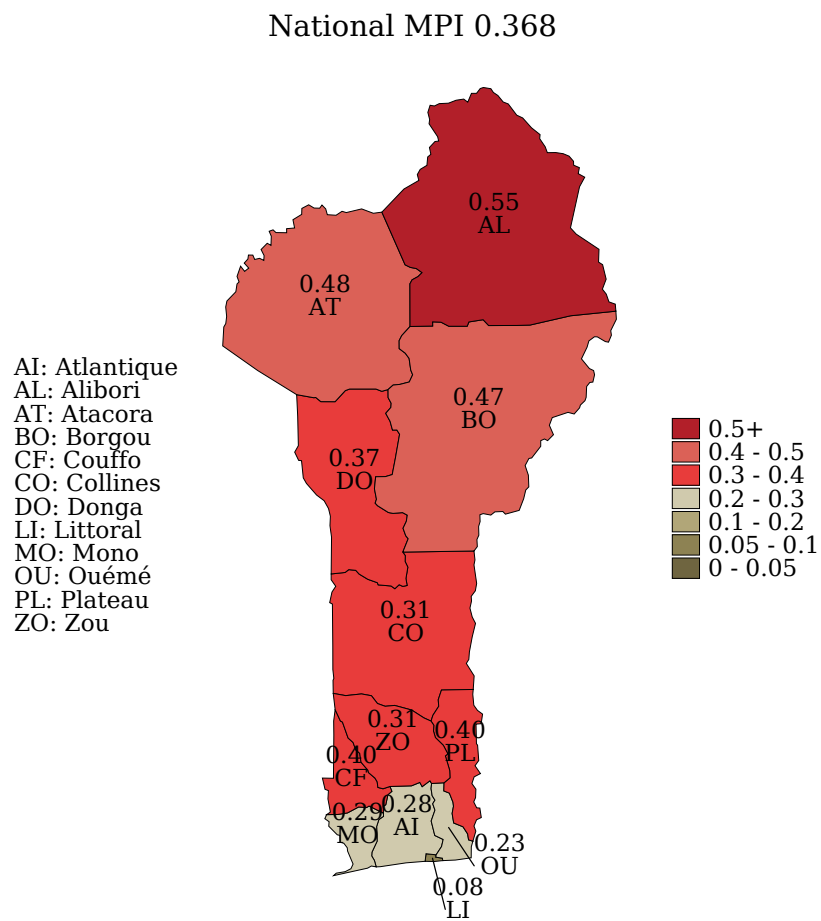 National MPI 0.368
0.55
AL
0.48
AT
AI: Atlantique
AL: Alibori
AT: Atacora
BO: Borgou
CF: Couffo
CO: Collines
DO: Donga
LI: Littoral
MO: Mono
OU: Ouémé
PL: Plateau
ZO: Zou
0.47
BO
0.37
DO
0.5+
0.4 - 0.5
0.3 - 0.4
0.2 - 0.3
0.1 - 0.2
0.05 - 0.1
0 - 0.05
0.31
CO
0.31
ZO
0.40
PL
0.40
CF
0.29
MO
0.28
AI
0.23
OU
0.08
LI